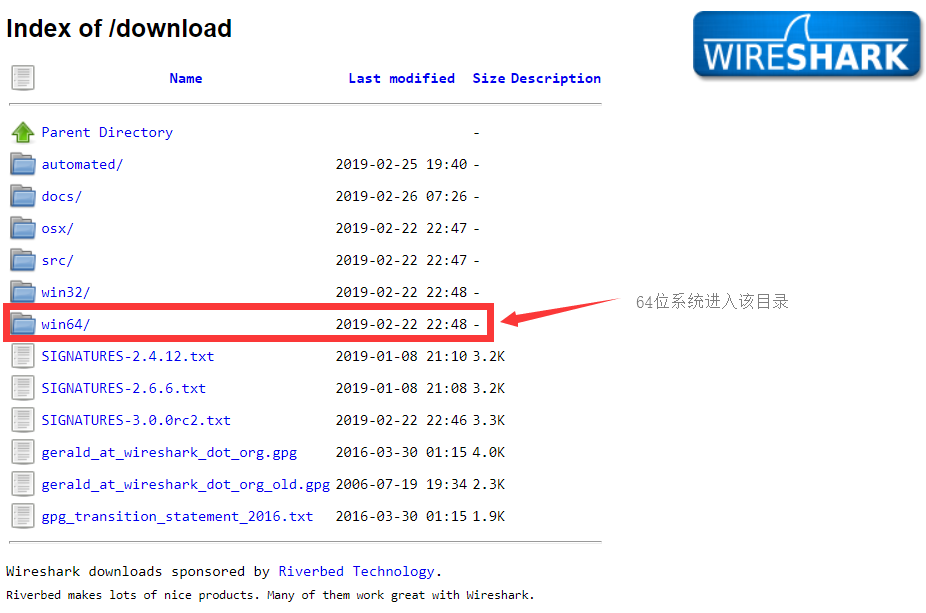 Index of /download
WIRESHARK
Name Last modified Size Description
Parent Directory -
automated/ 2019-02-25 19:40 -
docs/ 2019-02-26 07:26 -
osx/ 2019-02-22 22:47 -
src/ 2019-02-22 22:47 -
win32/ 2019-02-22 22:48 -
win64/ 2019-02-22 22:48 -
64位系统进入该目录
SIGNATURES-2.4.12.txt 2019-01-08 21:10 3.2K
SIGNATURES-2.6.6.txt 2019-01-08 21:08 3.2K
SIGNATURES-3.0.0rc2.txt 2019-02-22 22:46 3.3K
gerald_at_wireshark_dot_org.gpg 2016-03-30 01:15 4.0K
gerald_at_wireshark_dot_org_old.gpg 2006-07-19 19:34 2.3K
gpg_transition_statement_2016.txt 2016-03-30 01:15 1.9K
Wireshark downloads sponsored by Riverbed Technology.
Riverbed makes lots of nice products. Many of them work great with Wireshark.